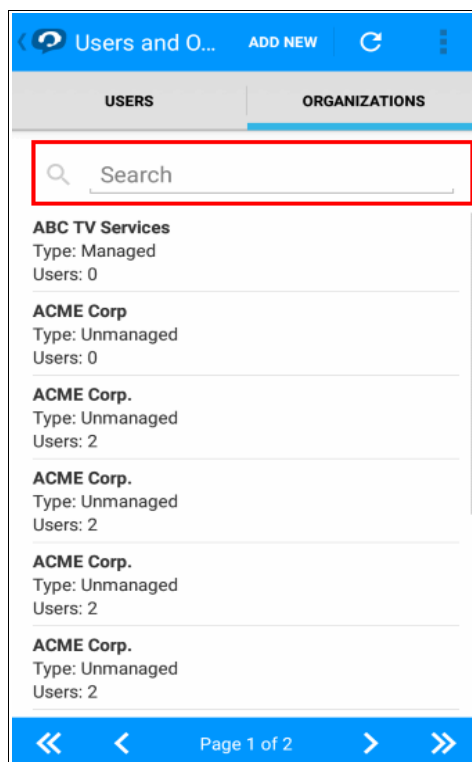 Users and O... ADD NEW
USERS ORGANIZATIONS
Search
ABC TV Services
Type: Managed
Users: 0
ACME Corp
Type: Unmanaged
Users: 0
ACME Corp.
Type: Unmanaged
Users: 2
ACME Corp.
Type: Unmanaged
Users: 2
ACME Corp.
Type: Unmanaged
Users: 2
ACME Corp.
Type: Unmanaged
Users: 2
Page 1 of 2